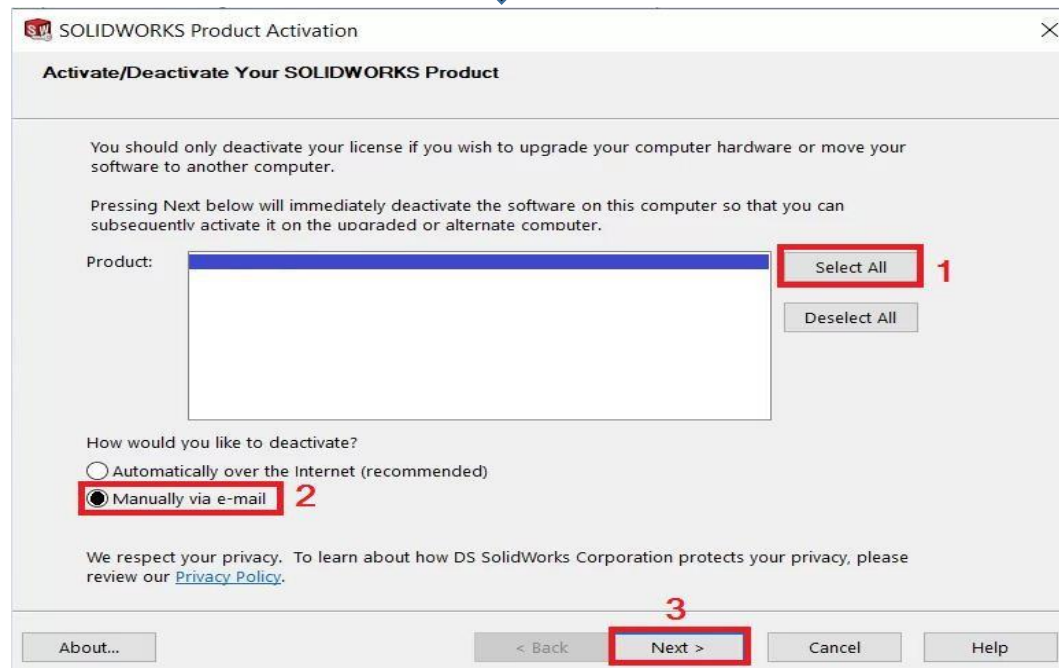 SW SOLIDWORKS Product Activation
Activate/Deactivate Your SOLIDWORKS Product
You should only deactivate your license if you wish to upgrade your computer hardware or move your
software to another computer.
Pressing Next below will immediately deactivate the software on this computer so that you can
subsequently activate it on the upgraded or alternate computer.
Product:
Select All 1
Deselect All
How would you like to deactivate?
Automatically over the Internet (recommended)
Manually via e-mail 2
We respect your privacy. To learn about how DS SolidWorks Corporation protects your privacy, please
review our Privacy Policy.
3
About... < Back Next > Cancel Help